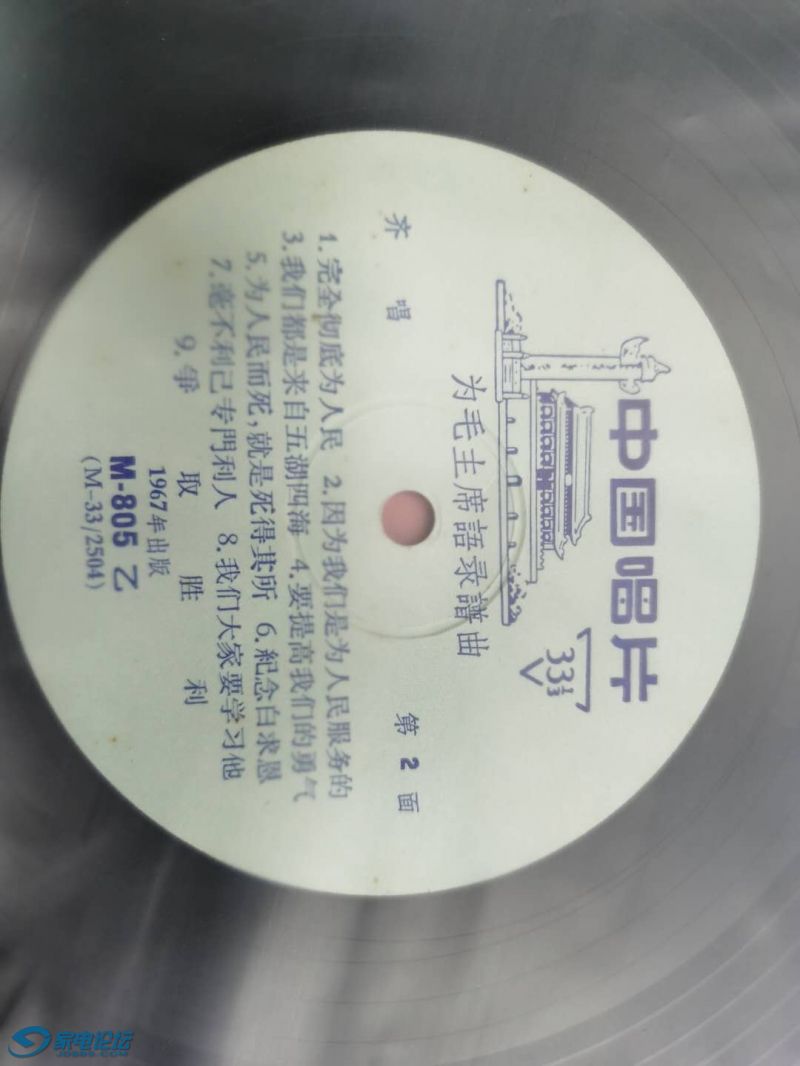 中国唱片
33⅓
为毛主席語录譜曲
齐 唱 第 2 面
1. 完全彻底为人民 2. 因为我们是为人民服务的
3. 我们都是来自五湖四海 4. 要提高我们的勇气
5. 为人民而死，就是死得其所 6. 紀念白求恩
7. 毫不利己专門利人 8. 我们大家要学习他
9. 爭 取 胜 利
M-805 乙
1967年出版
(M-33/2504)
家电论坛
JDBBS.COM